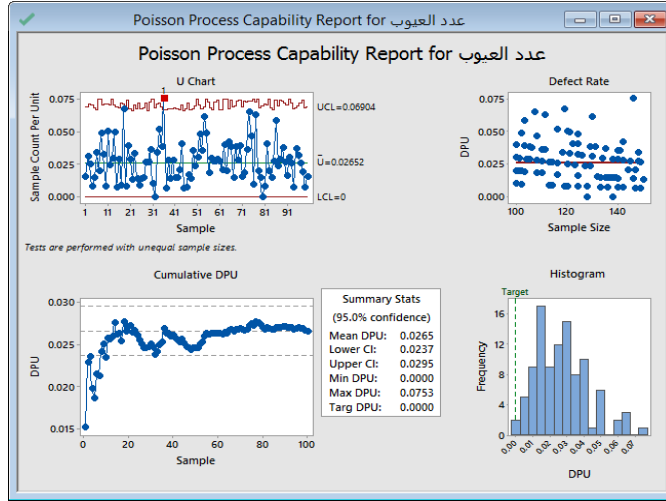 Poisson Process Capability Report for عدد العيوب
Poisson Process Capability Report for عدد العيوب
U Chart
Sample Count Per Unit
0.075
0.050
0.025
0.000
1
UCL=0.06904
U=0.02652
LCL=0
1 11 21 31 41 51 61 71 81 91
Sample
Tests are performed with unequal sample sizes.
Defect Rate
DPU
0.075
0.050
0.025
0.000
100 120 140
Sample Size
Cumulative DPU
DPU
0.030
0.025
0.020
0.015
0 20 40 60 80 100
Sample
Summary Stats
(95.0% confidence)
Mean DPU: 0.0265
Lower CI: 0.0237
Upper CI: 0.0295
Min DPU: 0.0000
Max DPU: 0.0753
Targ DPU: 0.0000
Histogram
Target
Frequency
16
12
8
4
0
0.00 0.01 0.02 0.03 0.04 0.05 0.06 0.07
DPU